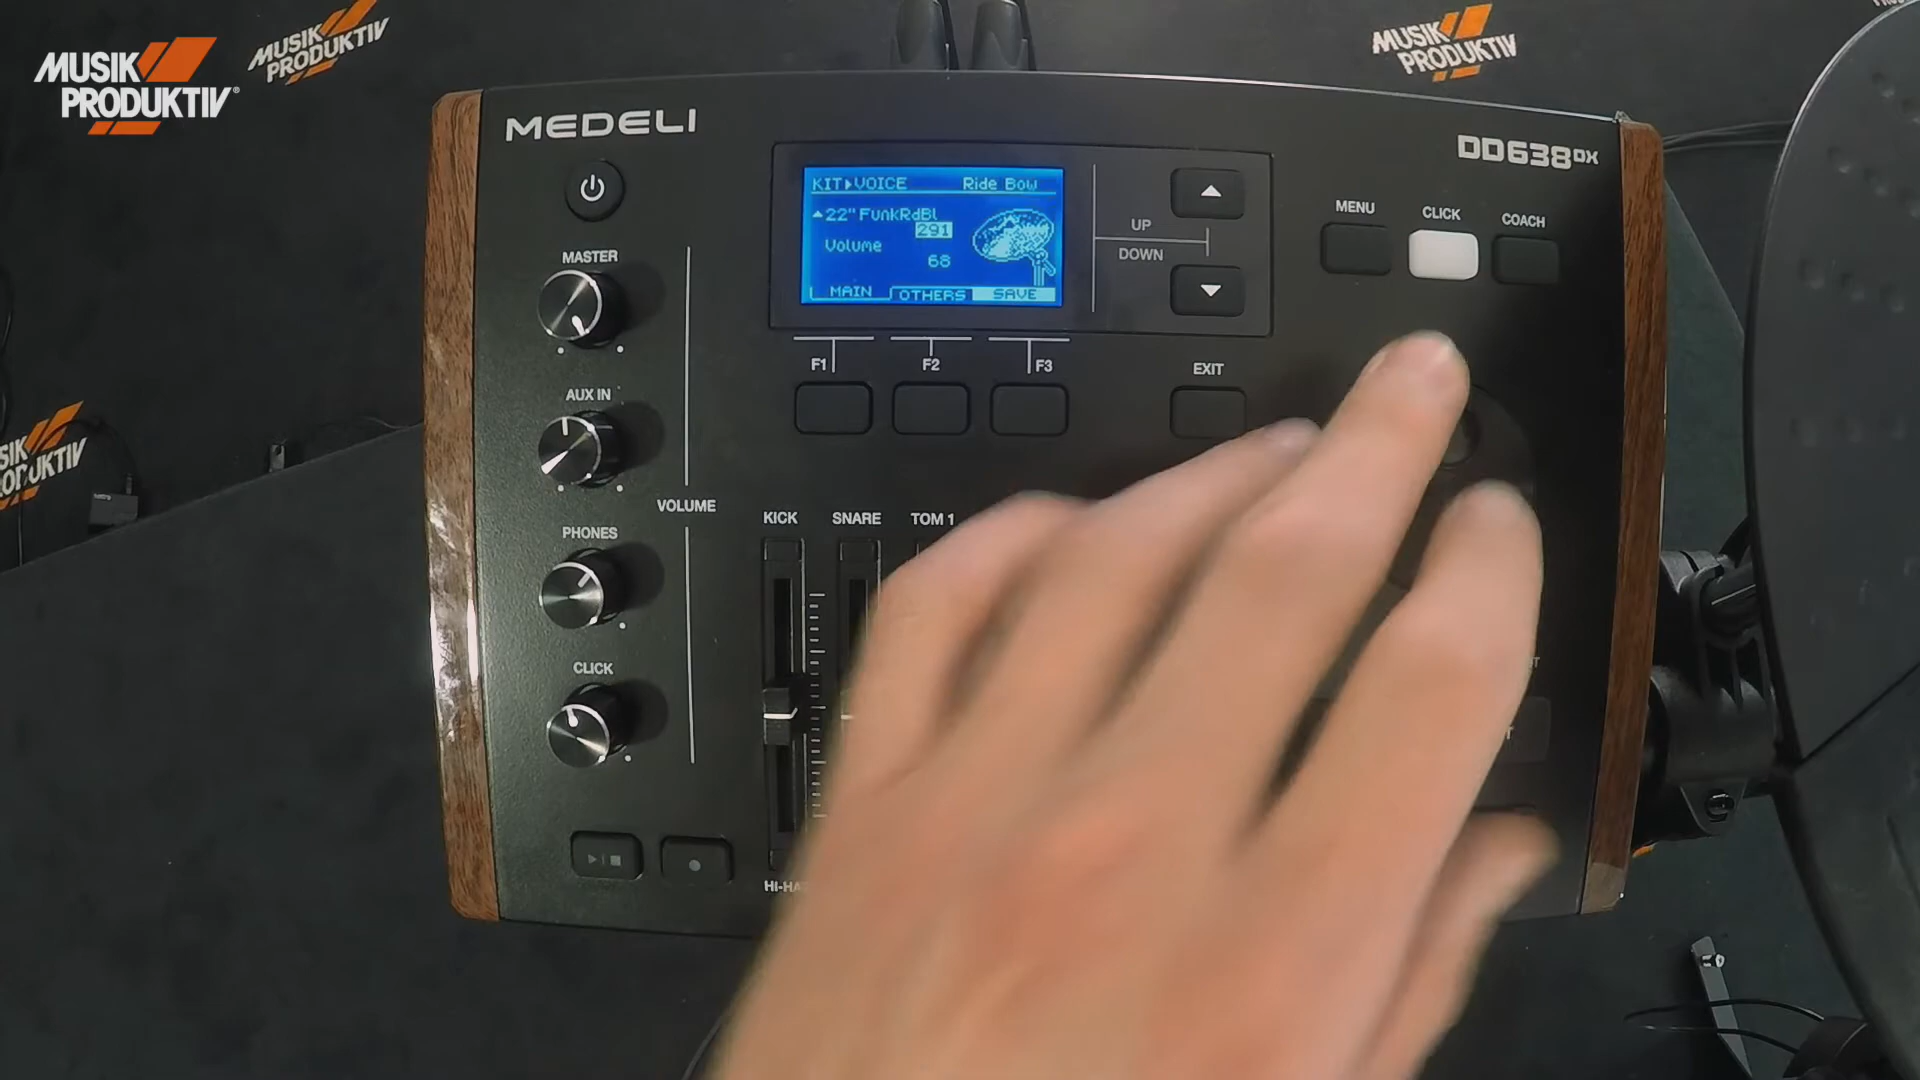 MUSIK
PRODUKTIV®
MUSIK
PRODUKTIV
MUSIK
PRODUKTIV
MEDELI
DD638DX
KIT▸VOICE Ride Bow
22" FunkRdBl
291
Volume
68
MAIN OTHERS SAVE
UP
DOWN
MENU CLICK COACH
MASTER
F1 F2 F3
EXIT
AUX IN
VOLUME
KICK SNARE TOM 1
PHONES
CLICK